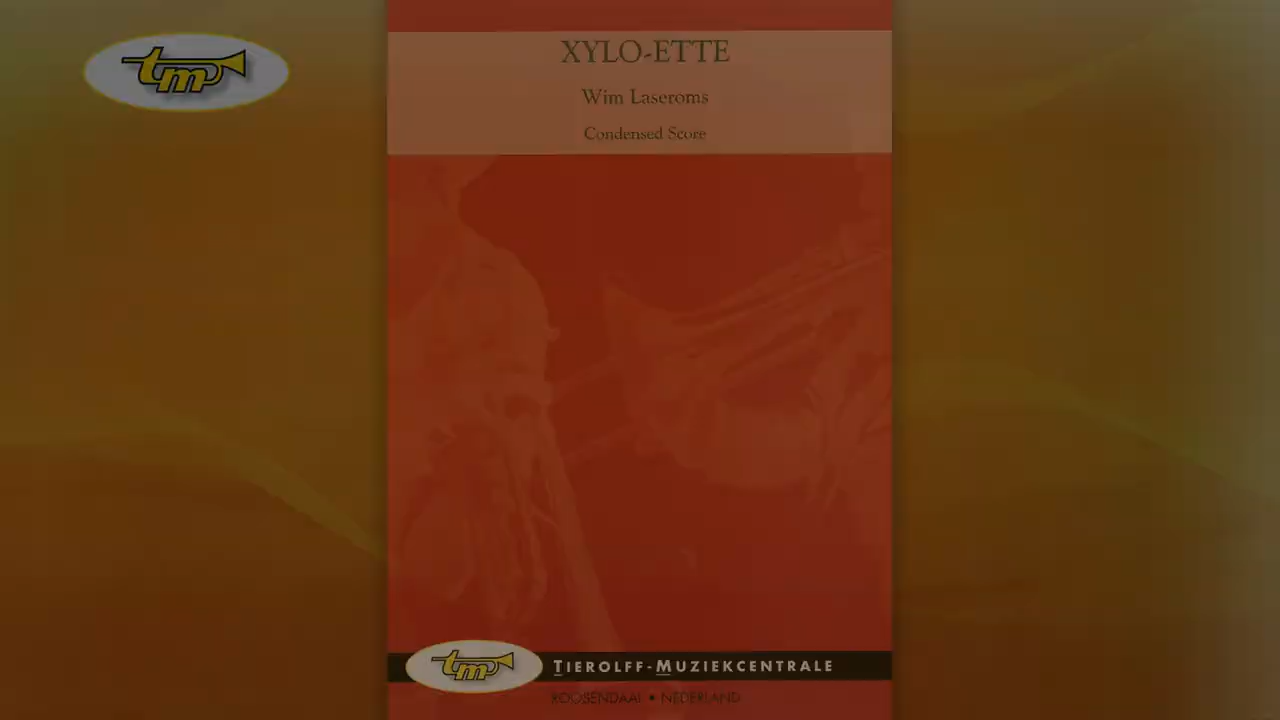 tm
XYLO-ETTE
Wim Laseroms
Condensed Score
tm TIEROLFF-MUZIEKCENTRALE
ROOSENDAAL • NEDERLAND